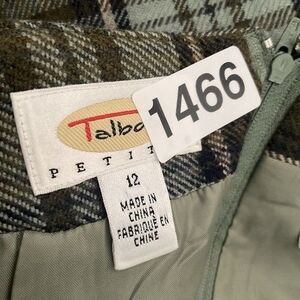 1466
Talbo
PETIT
12
MADE IN
CHINA
FABRIQUÉ EN
CHINE